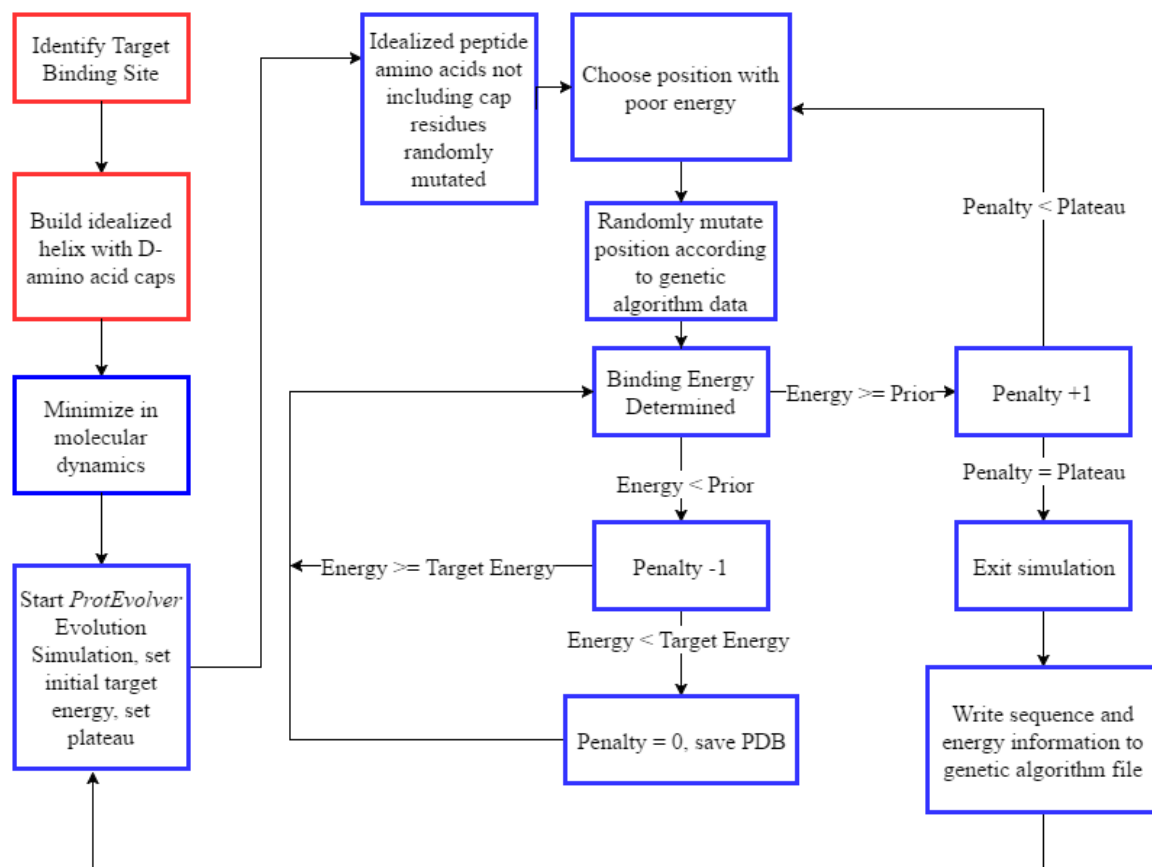 Identify Target
Binding Site
Build idealized
helix with D-
amino acid caps
Minimize in
molecular
dynamics
Start ProtEvolver
Evolution
Simulation, set
initial target
energy, set
plateau
Idealized peptide
amino acids not
including cap
residues
randomly
mutated
Choose position with
poor energy
Randomly mutate
position according
to genetic
algorithm data
Binding Energy
Determined
Energy >= Prior
Penalty +1
Penalty < Plateau
Penalty = Plateau
Energy < Prior
Penalty -1
Energy >= Target Energy
Energy < Target Energy
Penalty = 0, save PDB
Exit simulation
Write sequence and
energy information to
genetic algorithm file